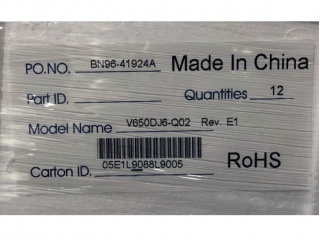 PO.NO. BN96-41924A Made In China
Part ID. Quantities 12
Model Name V650DJ6-Q02 Rev. E1
Carton ID. 05E1L9088L9005 RoHS